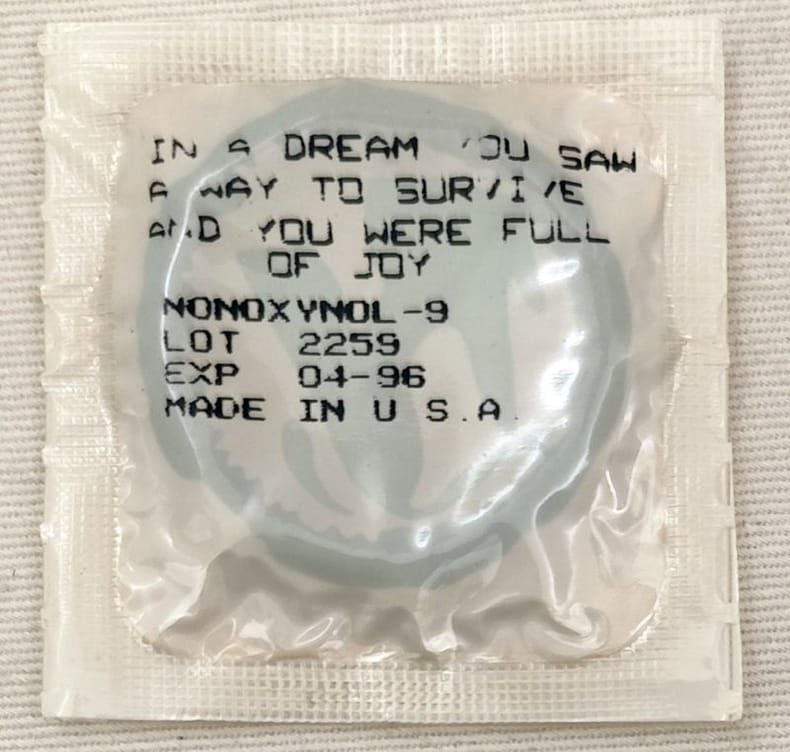 IN A DREAM YOU SAW
A WAY TO SURVIVE
AND YOU WERE FULL
OF JOY
NONOXYNOL-9
LOT 2259
EXP 04-96
MADE IN U S.A.